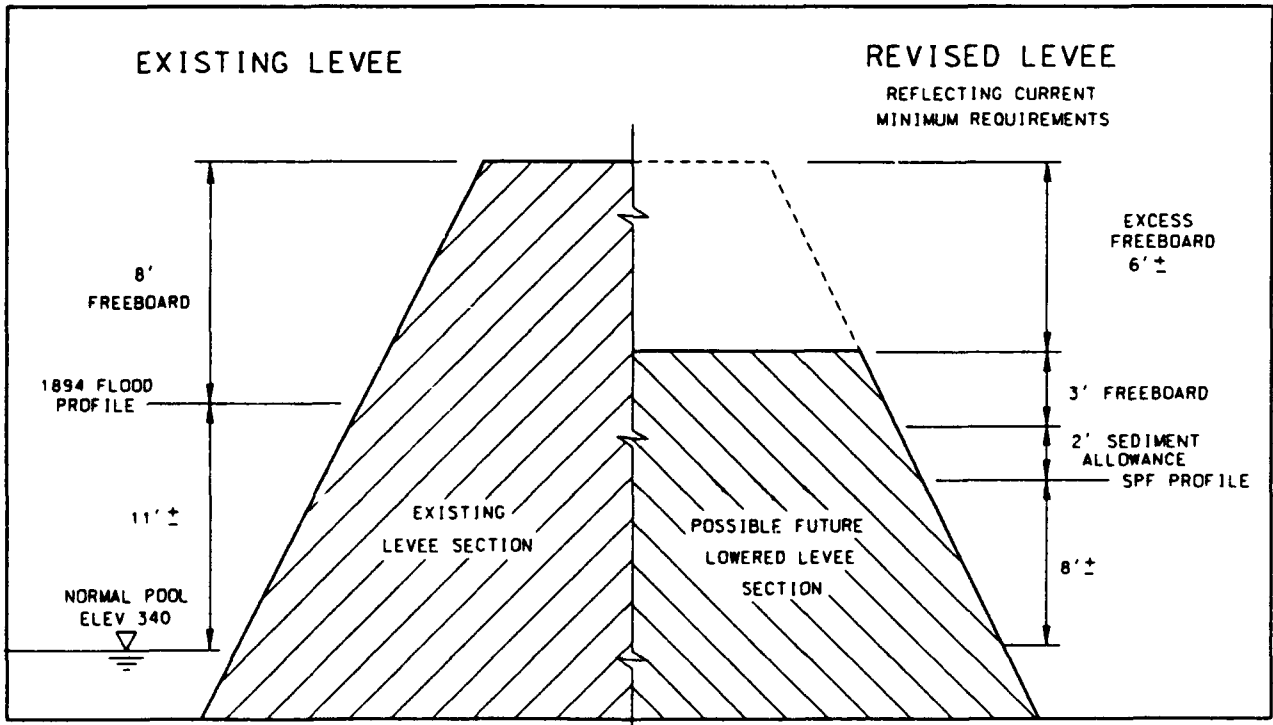 EXISTING LEVEE
8'
FREEBOARD
1894 FLOOD
PROFILE
11' ±
NORMAL POOL
ELEV 340
EXISTING
LEVEE SECTION
REVISED LEVEE
REFLECTING CURRENT
MINIMUM REQUIREMENTS
EXCESS
FREEBOARD
6' ±
3' FREEBOARD
2' SEDIMENT
ALLOWANCE
SPF PROFILE
8' ±
POSSIBLE FUTURE
LOWERED LEVEE
SECTION